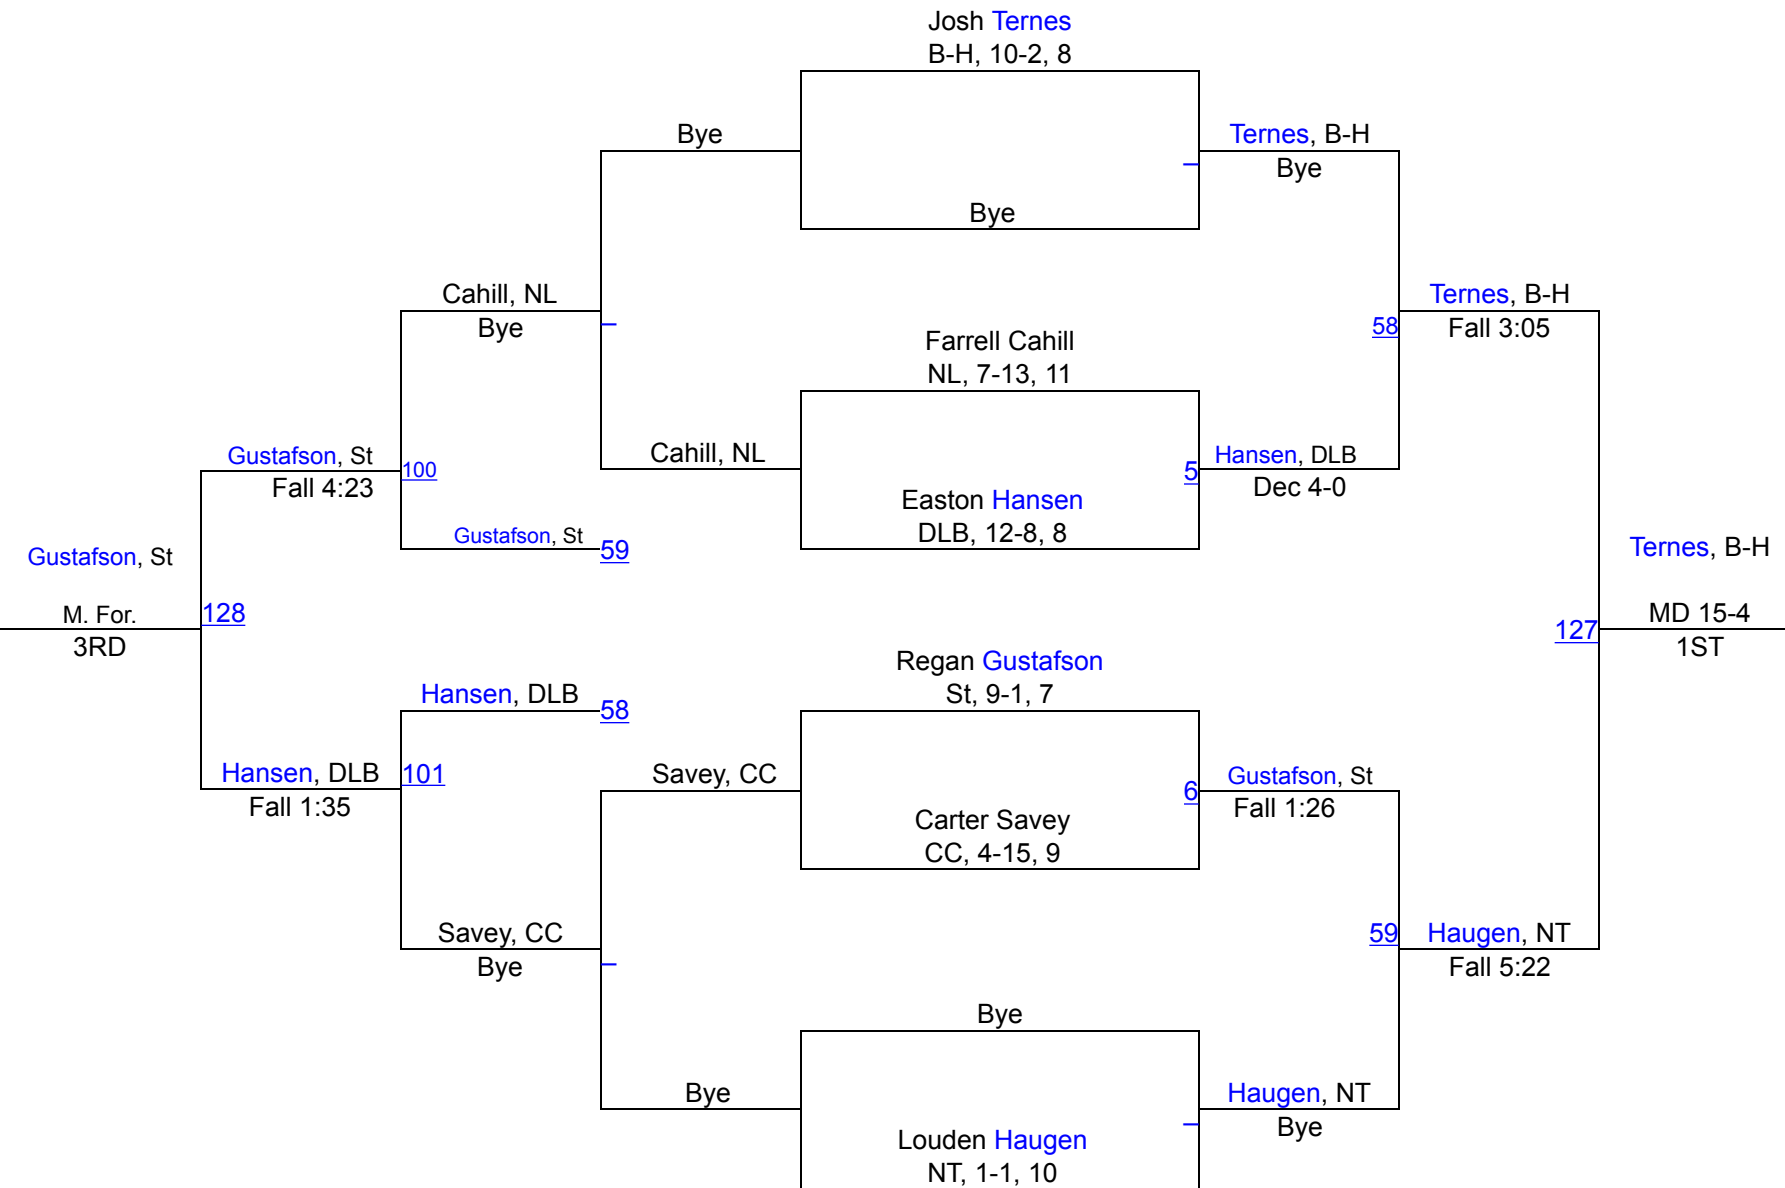 Josh Ternes
B-H, 10-2, 8
Bye
Ternes, B-H
Bye
Bye
Cahill, NL
Bye
Ternes, B-H
58
Fall 3:05
Farrell Cahill
NL, 7-13, 11
Gustafson, St
100
Fall 4:23
Cahill, NL
5
Hansen, DLB
Dec 4-0
Easton Hansen
DLB, 12-8, 8
Gustafson, St
59
Gustafson, St
M. For.
128
3RD
Ternes, B-H
127
MD 15-4
1ST
Regan Gustafson
St, 9-1, 7
Hansen, DLB
58
Hansen, DLB
101
Fall 1:35
Savey, CC
6
Gustafson, St
Fall 1:26
Carter Savey
CC, 4-15, 9
Savey, CC
Bye
59
Haugen, NT
Fall 5:22
Bye
Bye
Haugen, NT
Bye
Louden Haugen
NT, 1-1, 10